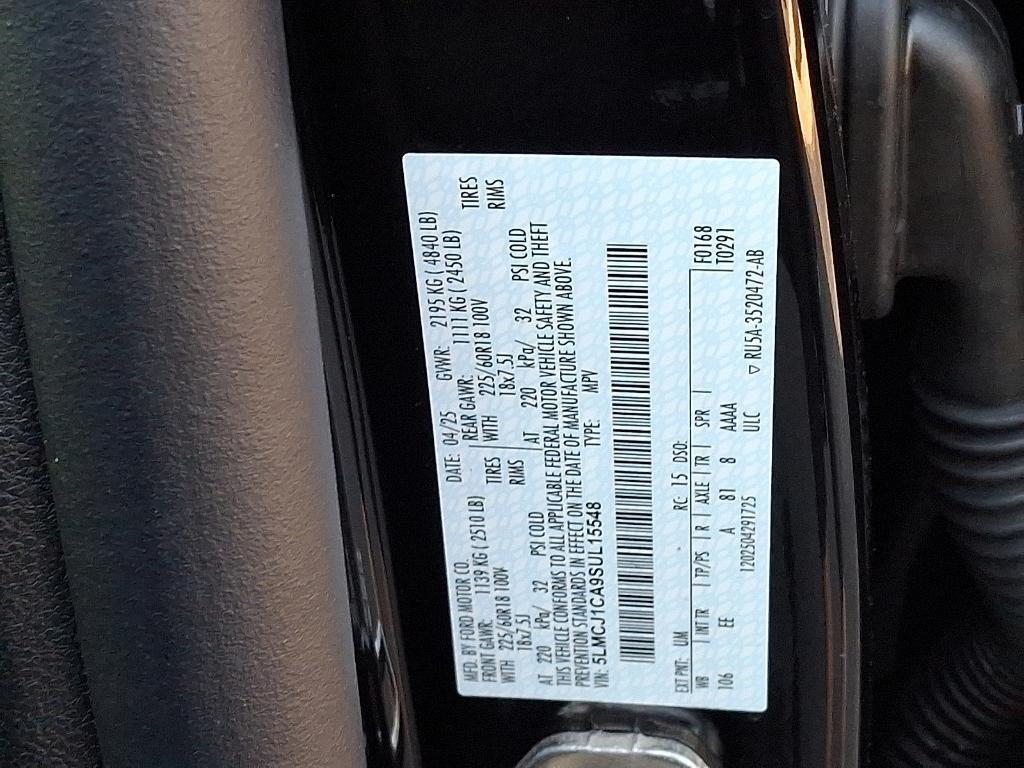 MFD. BY FORD MOTOR CO. DATE: 04/25 GVWR: 2195 KG ( 4840 LB)
FRONT GAWR: 1139 KG ( 2510 LB) REAR GAWR: 1111 KG ( 2450 LB)
WITH 225/60R18 100V TIRES WITH 225/60R18 100V TIRES
18x7.5J RIMS 18x7.5J RIMS
AT 220 kPa/ 32 PSI COLD AT 220 kPa/ 32 PSI COLD
THIS VEHICLE CONFORMS TO ALL APPLICABLE FEDERAL MOTOR VEHICLE SAFETY AND THEFT
PREVENTION STANDARDS IN EFFECT ON THE DATE OF MANUFACTURE SHOWN ABOVE.
VIN: 5LMCJ1CA9SUL15548 TYPE: MPV
EXT PNT: UM RC: 15 DSO:
WB | INT TR | TP/PS | R | AXLE | TR | SPR | F0168
106 EE A 81 8 AAAA T0291
1202504291725 ULC
▽ RU5A-3520472-AB